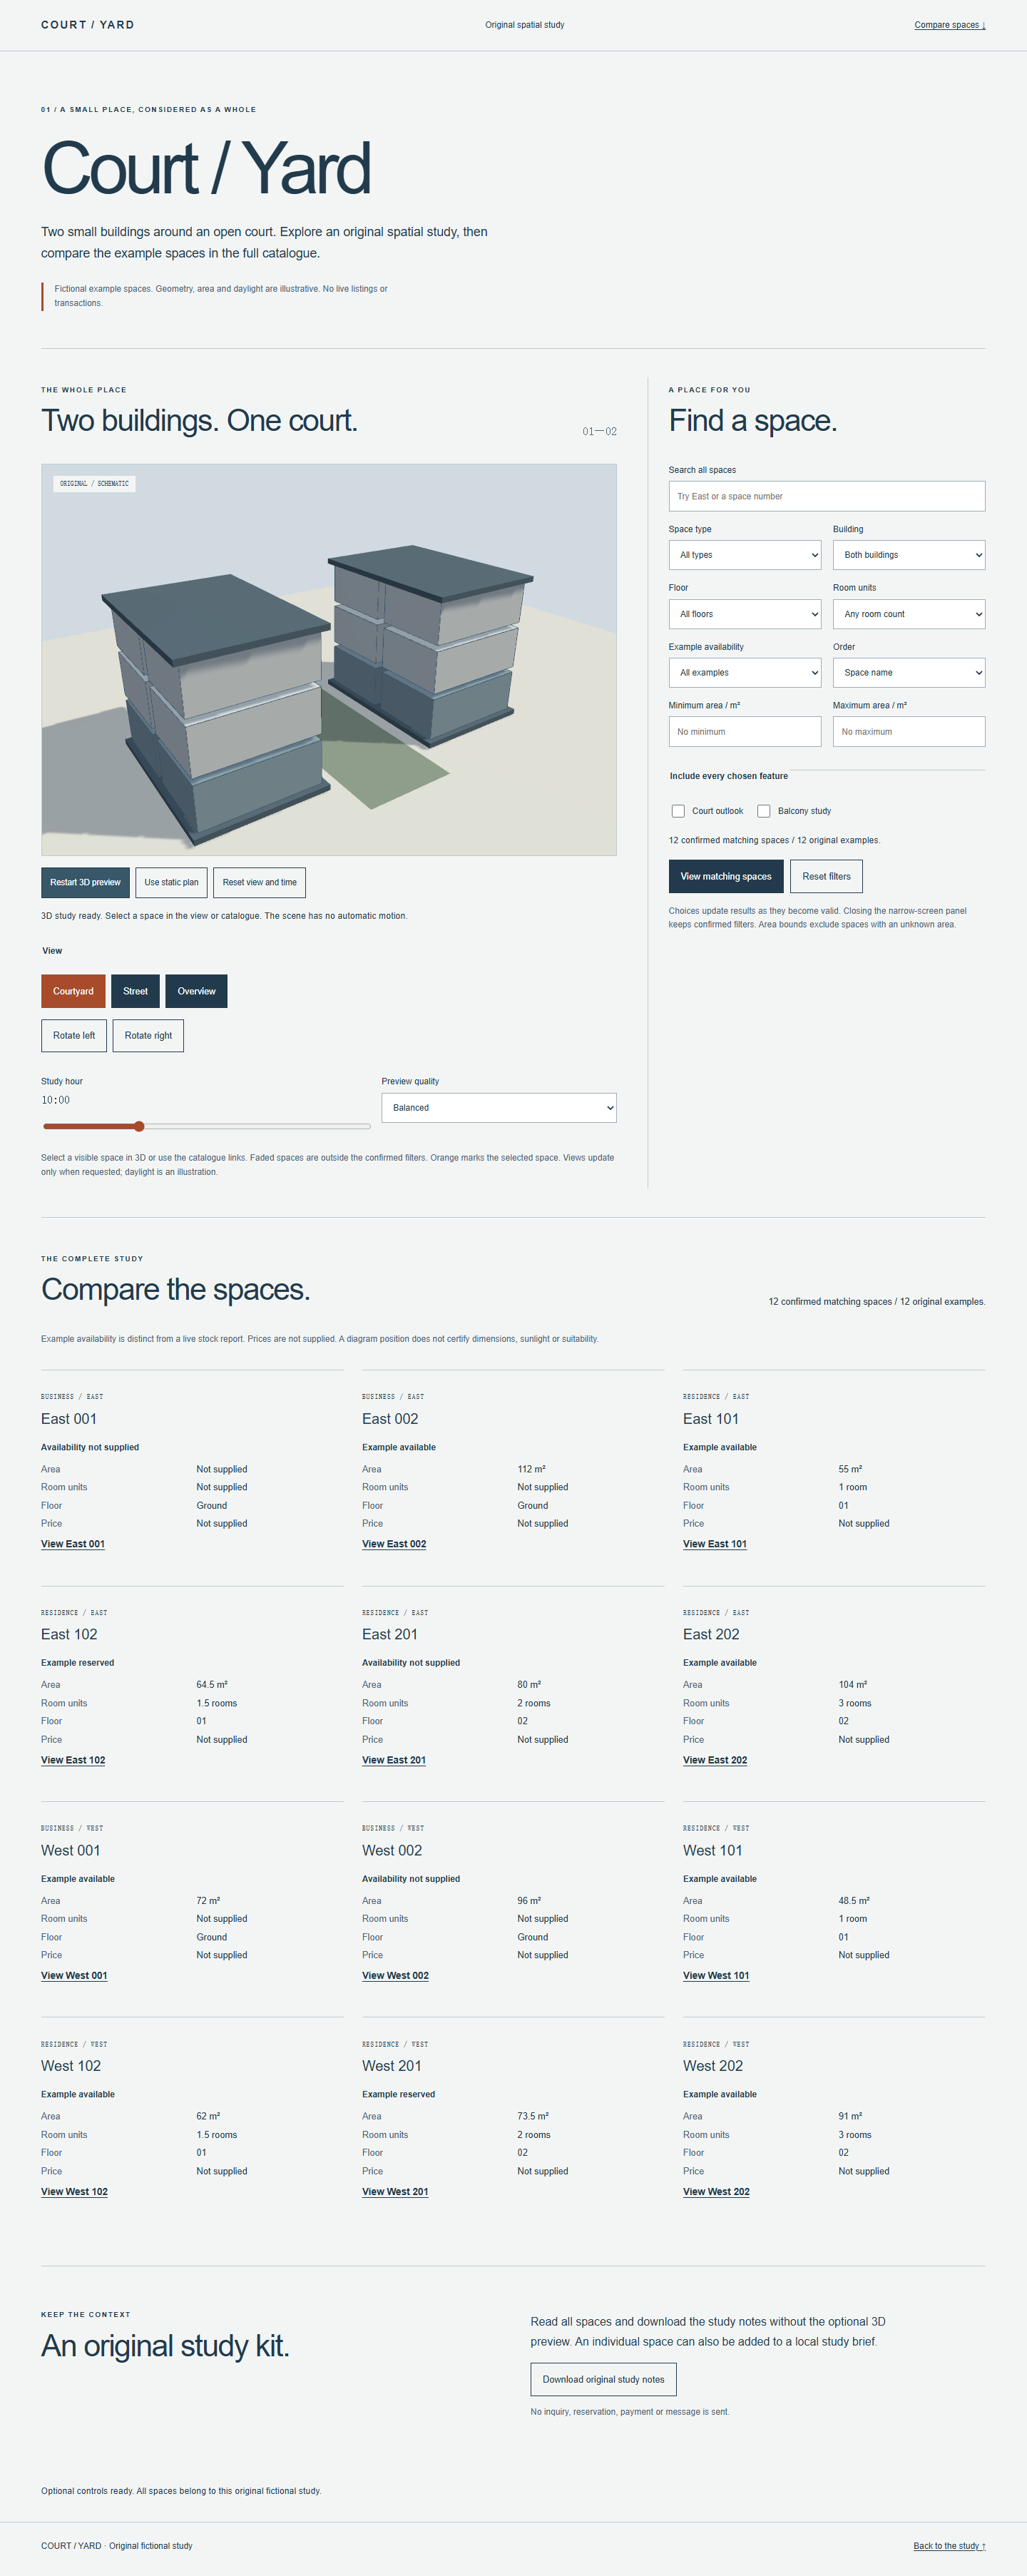 COURT / YARD
Original spatial study
Compare spaces ↓
01 / A SMALL PLACE, CONSIDERED AS A WHOLE
Court / Yard
Two small buildings around an open court. Explore an original spatial study, then
compare the example spaces in the full catalogue.
Fictional example spaces. Geometry, area and daylight are illustrative. No live listings or
transactions.
THE WHOLE PLACE
Two buildings. One court.
01—02
ORIGINAL / SCHEMATIC
Restart 3D preview
Use static plan
Reset view and time
3D study ready. Select a space in the view or catalogue. The scene has no automatic motion.
View
Courtyard
Street
Overview
Rotate left
Rotate right
Study hour
10:00
Preview quality
Balanced
Select a visible space in 3D or use the catalogue links. Faded spaces are outside the confirmed filters. Orange marks the selected space. Views update
only when requested; daylight is an illustration.
A PLACE FOR YOU
Find a space.
Search all spaces
Try East or a space number
Space type
Building
All types
Both buildings
Floor
Room units
All floors
Any room count
Example availability
Order
All examples
Space name
Minimum area / m²
Maximum area / m²
No minimum
No maximum
Include every chosen feature
Court outlook
Balcony study
12 confirmed matching spaces / 12 original examples.
View matching spaces
Reset filters
Choices update results as they become valid. Closing the narrow-screen panel
keeps confirmed filters. Area bounds exclude spaces with an unknown area.
THE COMPLETE STUDY
Compare the spaces.
12 confirmed matching spaces / 12 original examples.
Example availability is distinct from a live stock report. Prices are not supplied. A diagram position does not certify dimensions, sunlight or suitability.
BUSINESS / EAST
East 001
Availability not supplied
Area Not supplied
Room units Not supplied
Floor Ground
Price Not supplied
View East 001
BUSINESS / EAST
East 002
Example available
Area 112 m²
Room units Not supplied
Floor Ground
Price Not supplied
View East 002
RESIDENCE / EAST
East 101
Example available
Area 55 m²
Room units 1 room
Floor 01
Price Not supplied
View East 101
RESIDENCE / EAST
East 102
Example reserved
Area 64.5 m²
Room units 1.5 rooms
Floor 01
Price Not supplied
View East 102
RESIDENCE / EAST
East 201
Availability not supplied
Area 80 m²
Room units 2 rooms
Floor 02
Price Not supplied
View East 201
RESIDENCE / EAST
East 202
Example available
Area 104 m²
Room units 3 rooms
Floor 02
Price Not supplied
View East 202
BUSINESS / WEST
West 001
Example available
Area 72 m²
Room units Not supplied
Floor Ground
Price Not supplied
View West 001
BUSINESS / WEST
West 002
Availability not supplied
Area 96 m²
Room units Not supplied
Floor Ground
Price Not supplied
View West 002
RESIDENCE / WEST
West 101
Example available
Area 48.5 m²
Room units 1 room
Floor 01
Price Not supplied
View West 101
RESIDENCE / WEST
West 102
Example available
Area 62 m²
Room units 1.5 rooms
Floor 01
Price Not supplied
View West 102
RESIDENCE / WEST
West 201
Example reserved
Area 73.5 m²
Room units 2 rooms
Floor 02
Price Not supplied
View West 201
RESIDENCE / WEST
West 202
Example available
Area 91 m²
Room units 3 rooms
Floor 02
Price Not supplied
View West 202
KEEP THE CONTEXT
An original study kit.
Read all spaces and download the study notes without the optional 3D
preview. An individual space can also be added to a local study brief.
Download original study notes
No inquiry, reservation, payment or message is sent.
Optional controls ready. All spaces belong to this original fictional study.
COURT / YARD · Original fictional study
Back to the study ↑